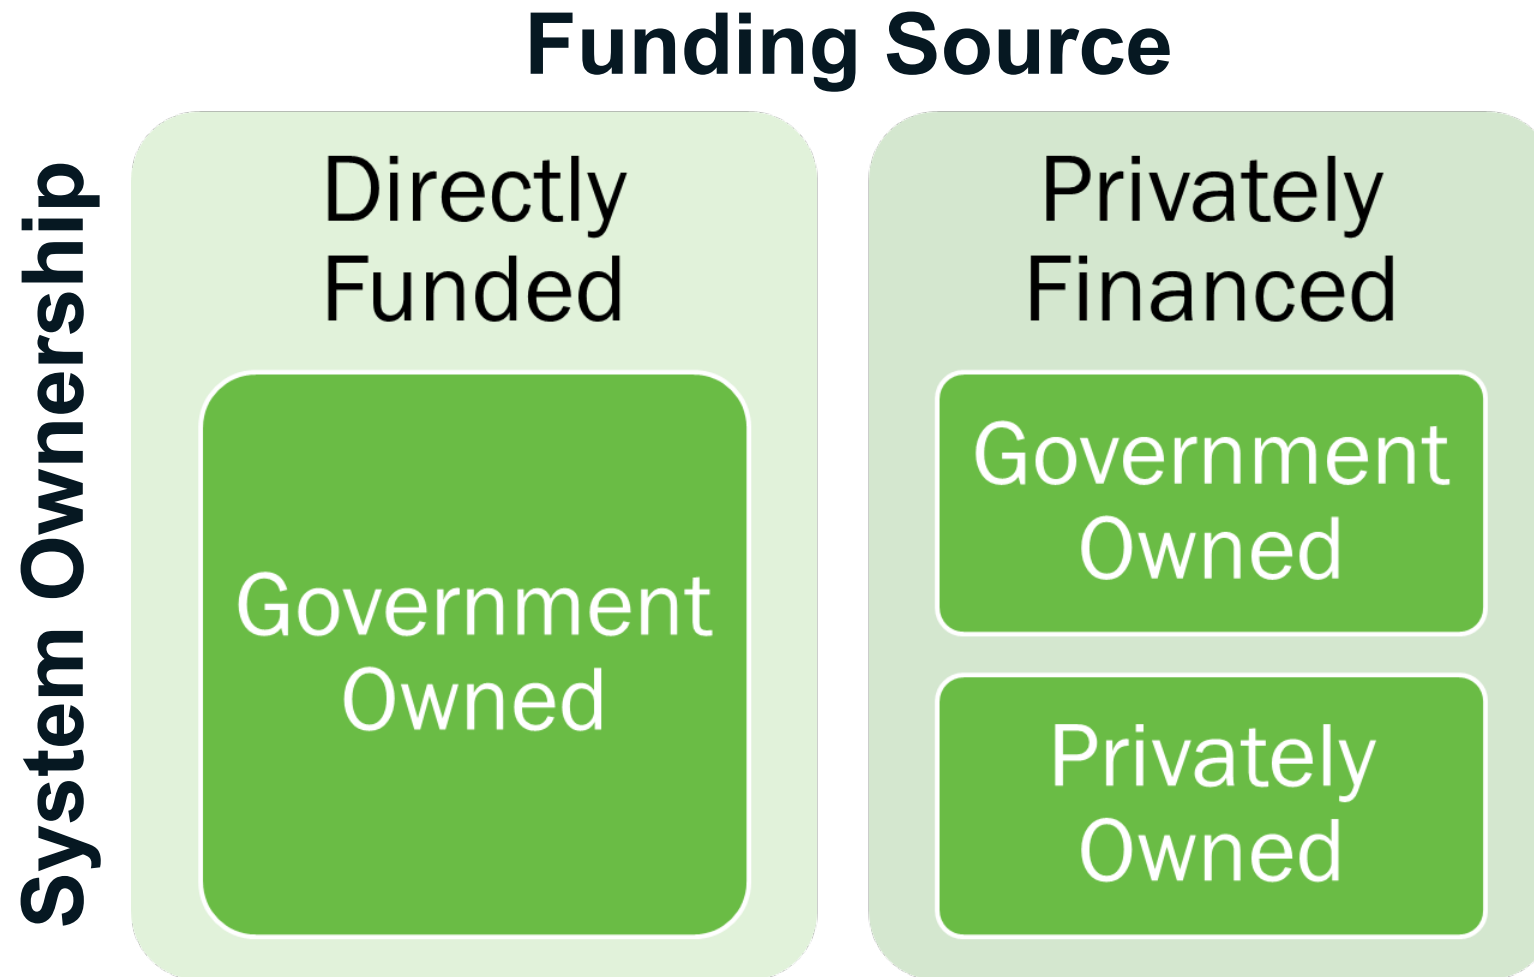 Funding Source
System Ownership
Directly
Funded
Government
Owned
Privately
Financed
Government
Owned
Privately
Owned